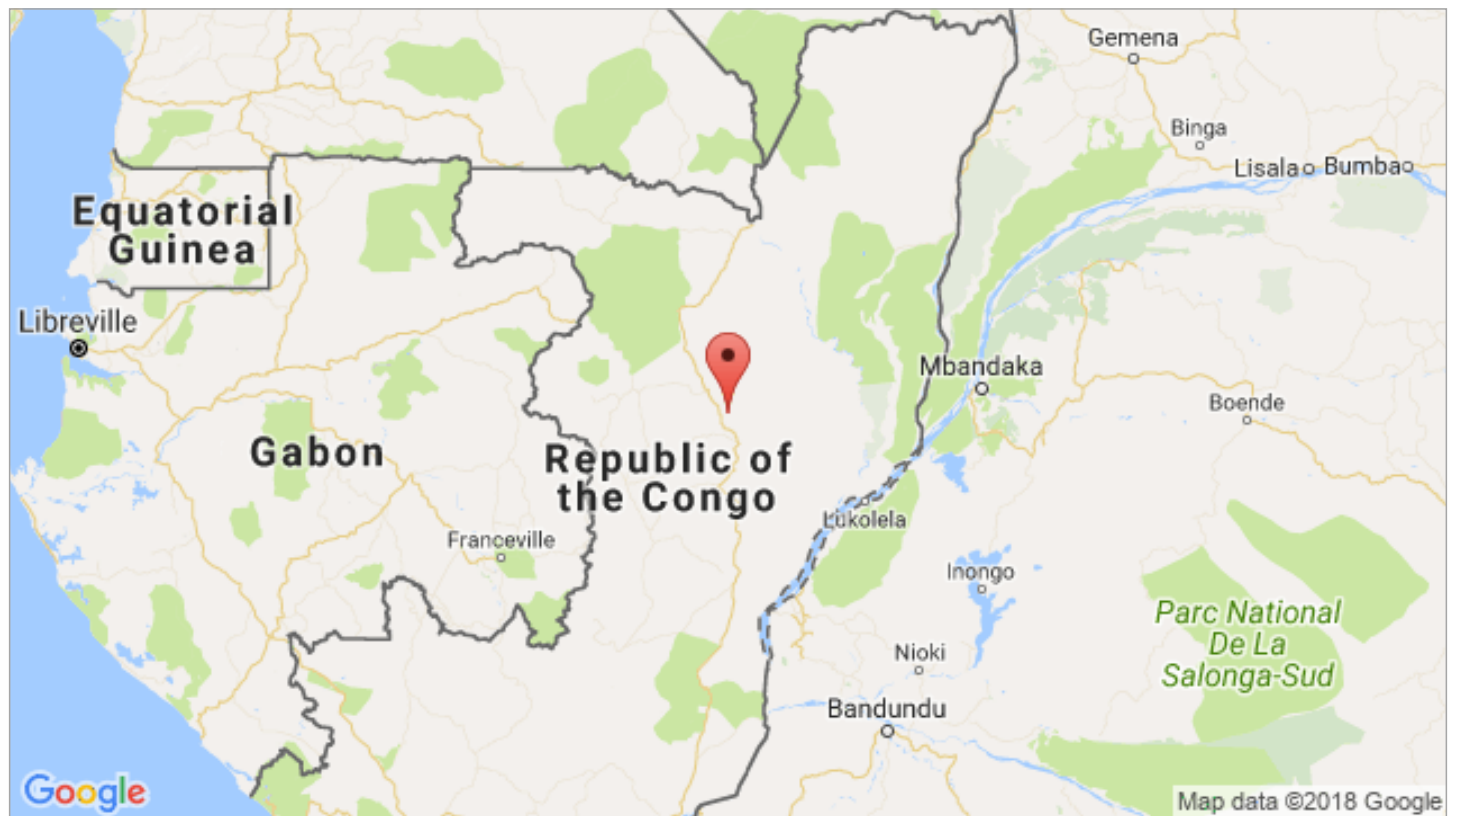 Gemena
Binga
Lisala
Bumba
Equatorial
Guinea
Libreville
Mbandaka
Boende
Gabon
Republic of
the Congo
Lukolela
Franceville
Inongo
Parc National
De La
Salonga-Sud
Nioki
Bandundu
Google
Map data ©2018 Google